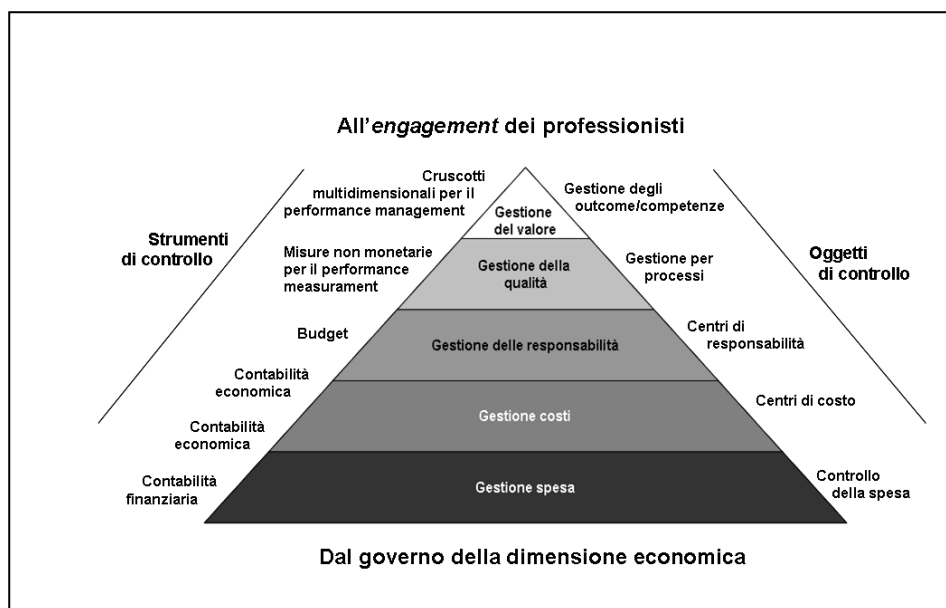 All'engagement dei professionisti
Cruscotti
multidimensionali per il
performance management
Gestione degli
outcome/competenze
Gestione
del valore
Strumenti
di controllo
Oggetti
di controllo
Misure non monetarie
per il performance
measurament
Gestione della
qualità
Gestione per
processi
Budget
Gestione delle responsabilità
Centri di
responsabilità
Contabilità
economica
Contabilità
economica
Gestione costi
Centri di costo
Contabilità
finanziaria
Gestione spesa
Controllo
della spesa
Dal governo della dimensione economica